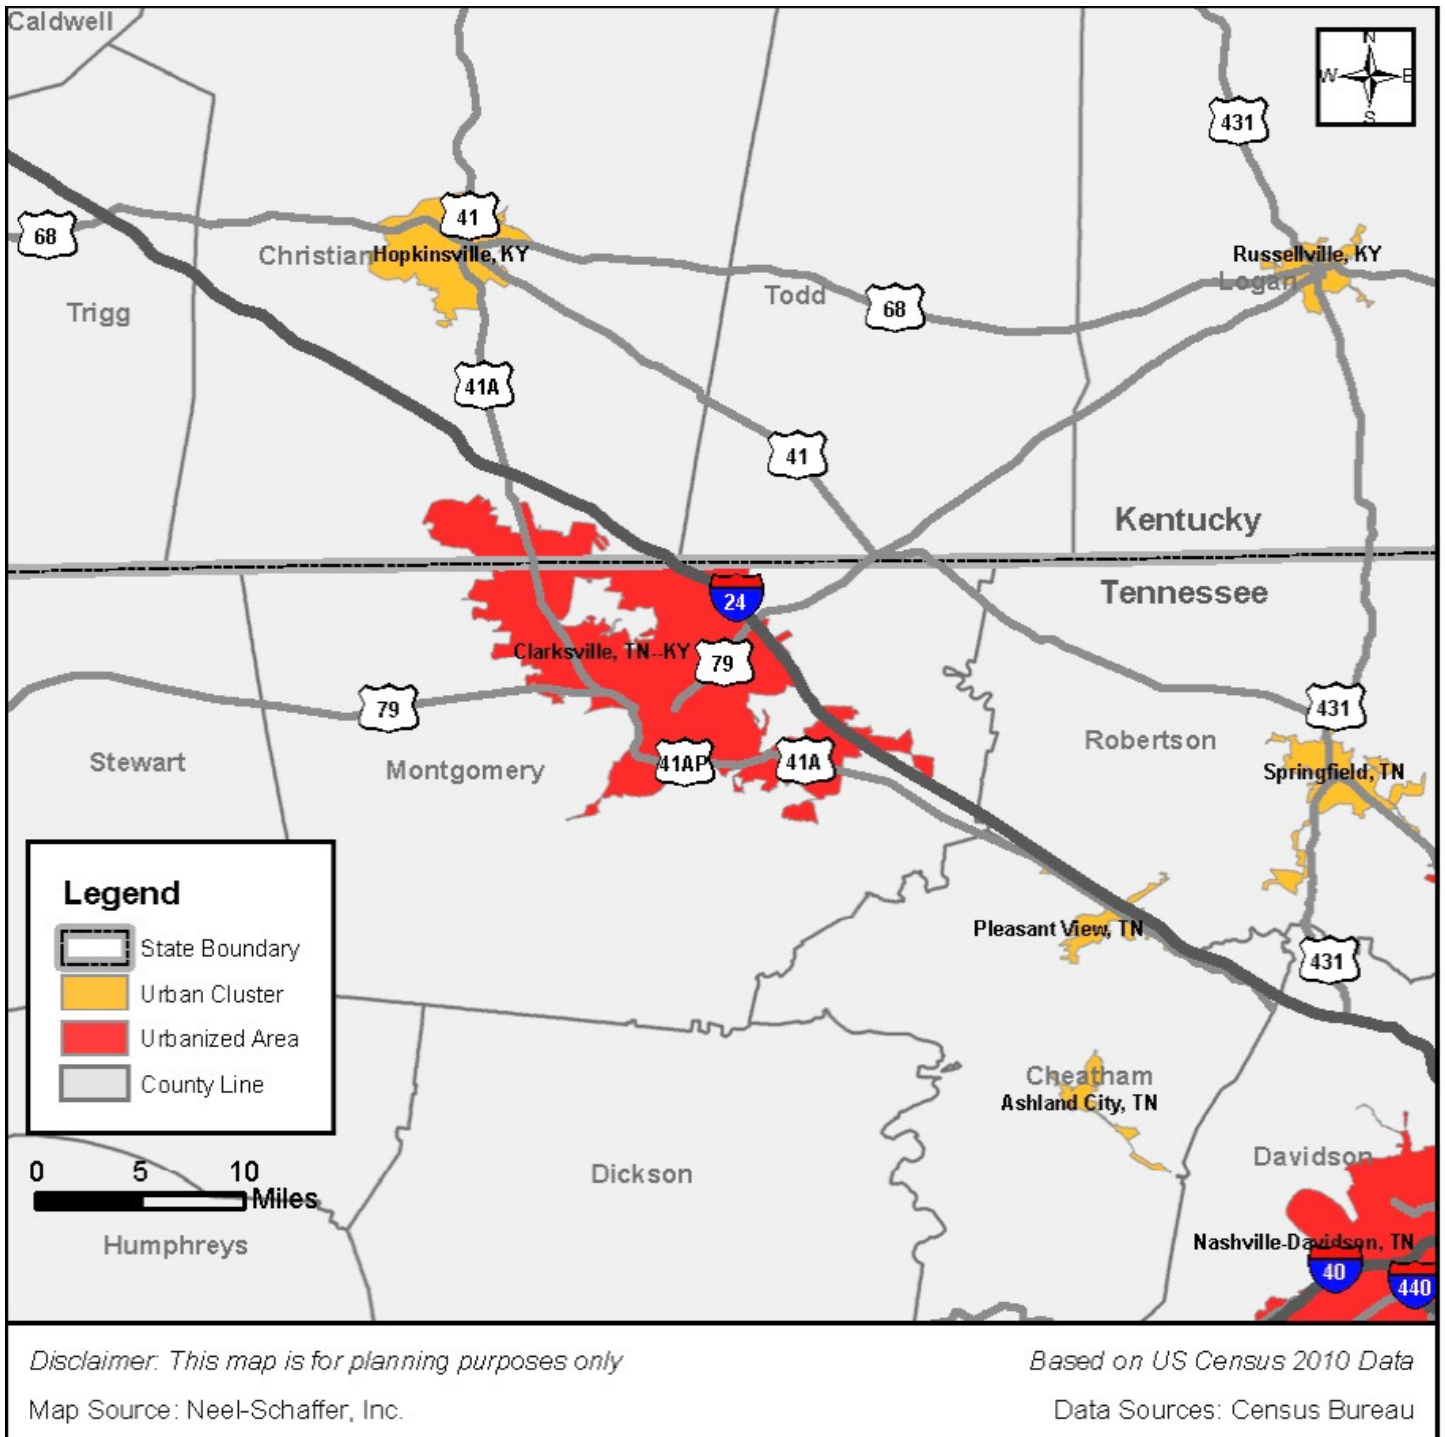 Caldwell
N
W E
S
431
41
68
Christian
Hopkinsville, KY
Russellville, KY
Logan
Trigg
Todd
68
41A
41
Kentucky
Tennessee
24
Clarksville, TN--KY
79
79
431
Stewart
Montgomery
41AP
41A
Robertson
Springfield, TN
Pleasant View, TN
431
Legend
State Boundary
Urban Cluster
Urbanized Area
County Line
Cheatham
Ashland City, TN
Dickson
Davidson
0 5 10
Miles
Humphreys
Nashville-Davidson, TN
40
440
Disclaimer: This map is for planning purposes only
Based on US Census 2010 Data
Map Source: Neel-Schaffer, Inc.
Data Sources: Census Bureau